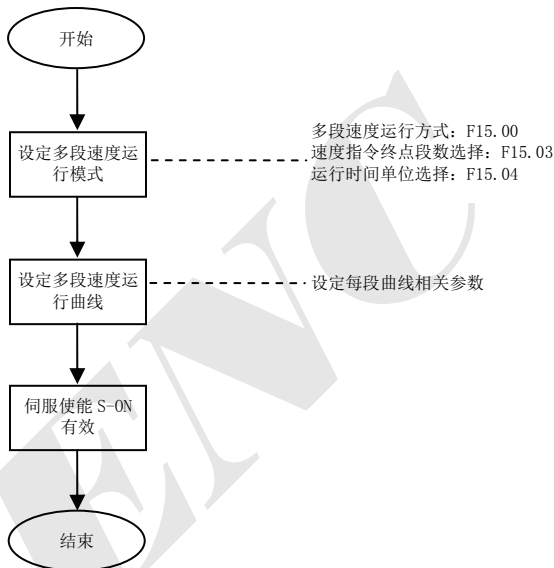 开始
设定多段速度运
行模式
多段速度运行方式：F15.00
速度指令终点段数选择：F15.03
运行时间单位选择：F15.04
设定多段速度运
行曲线
设定每段曲线相关参数
伺服使能 S-ON
有效
结束
ENC